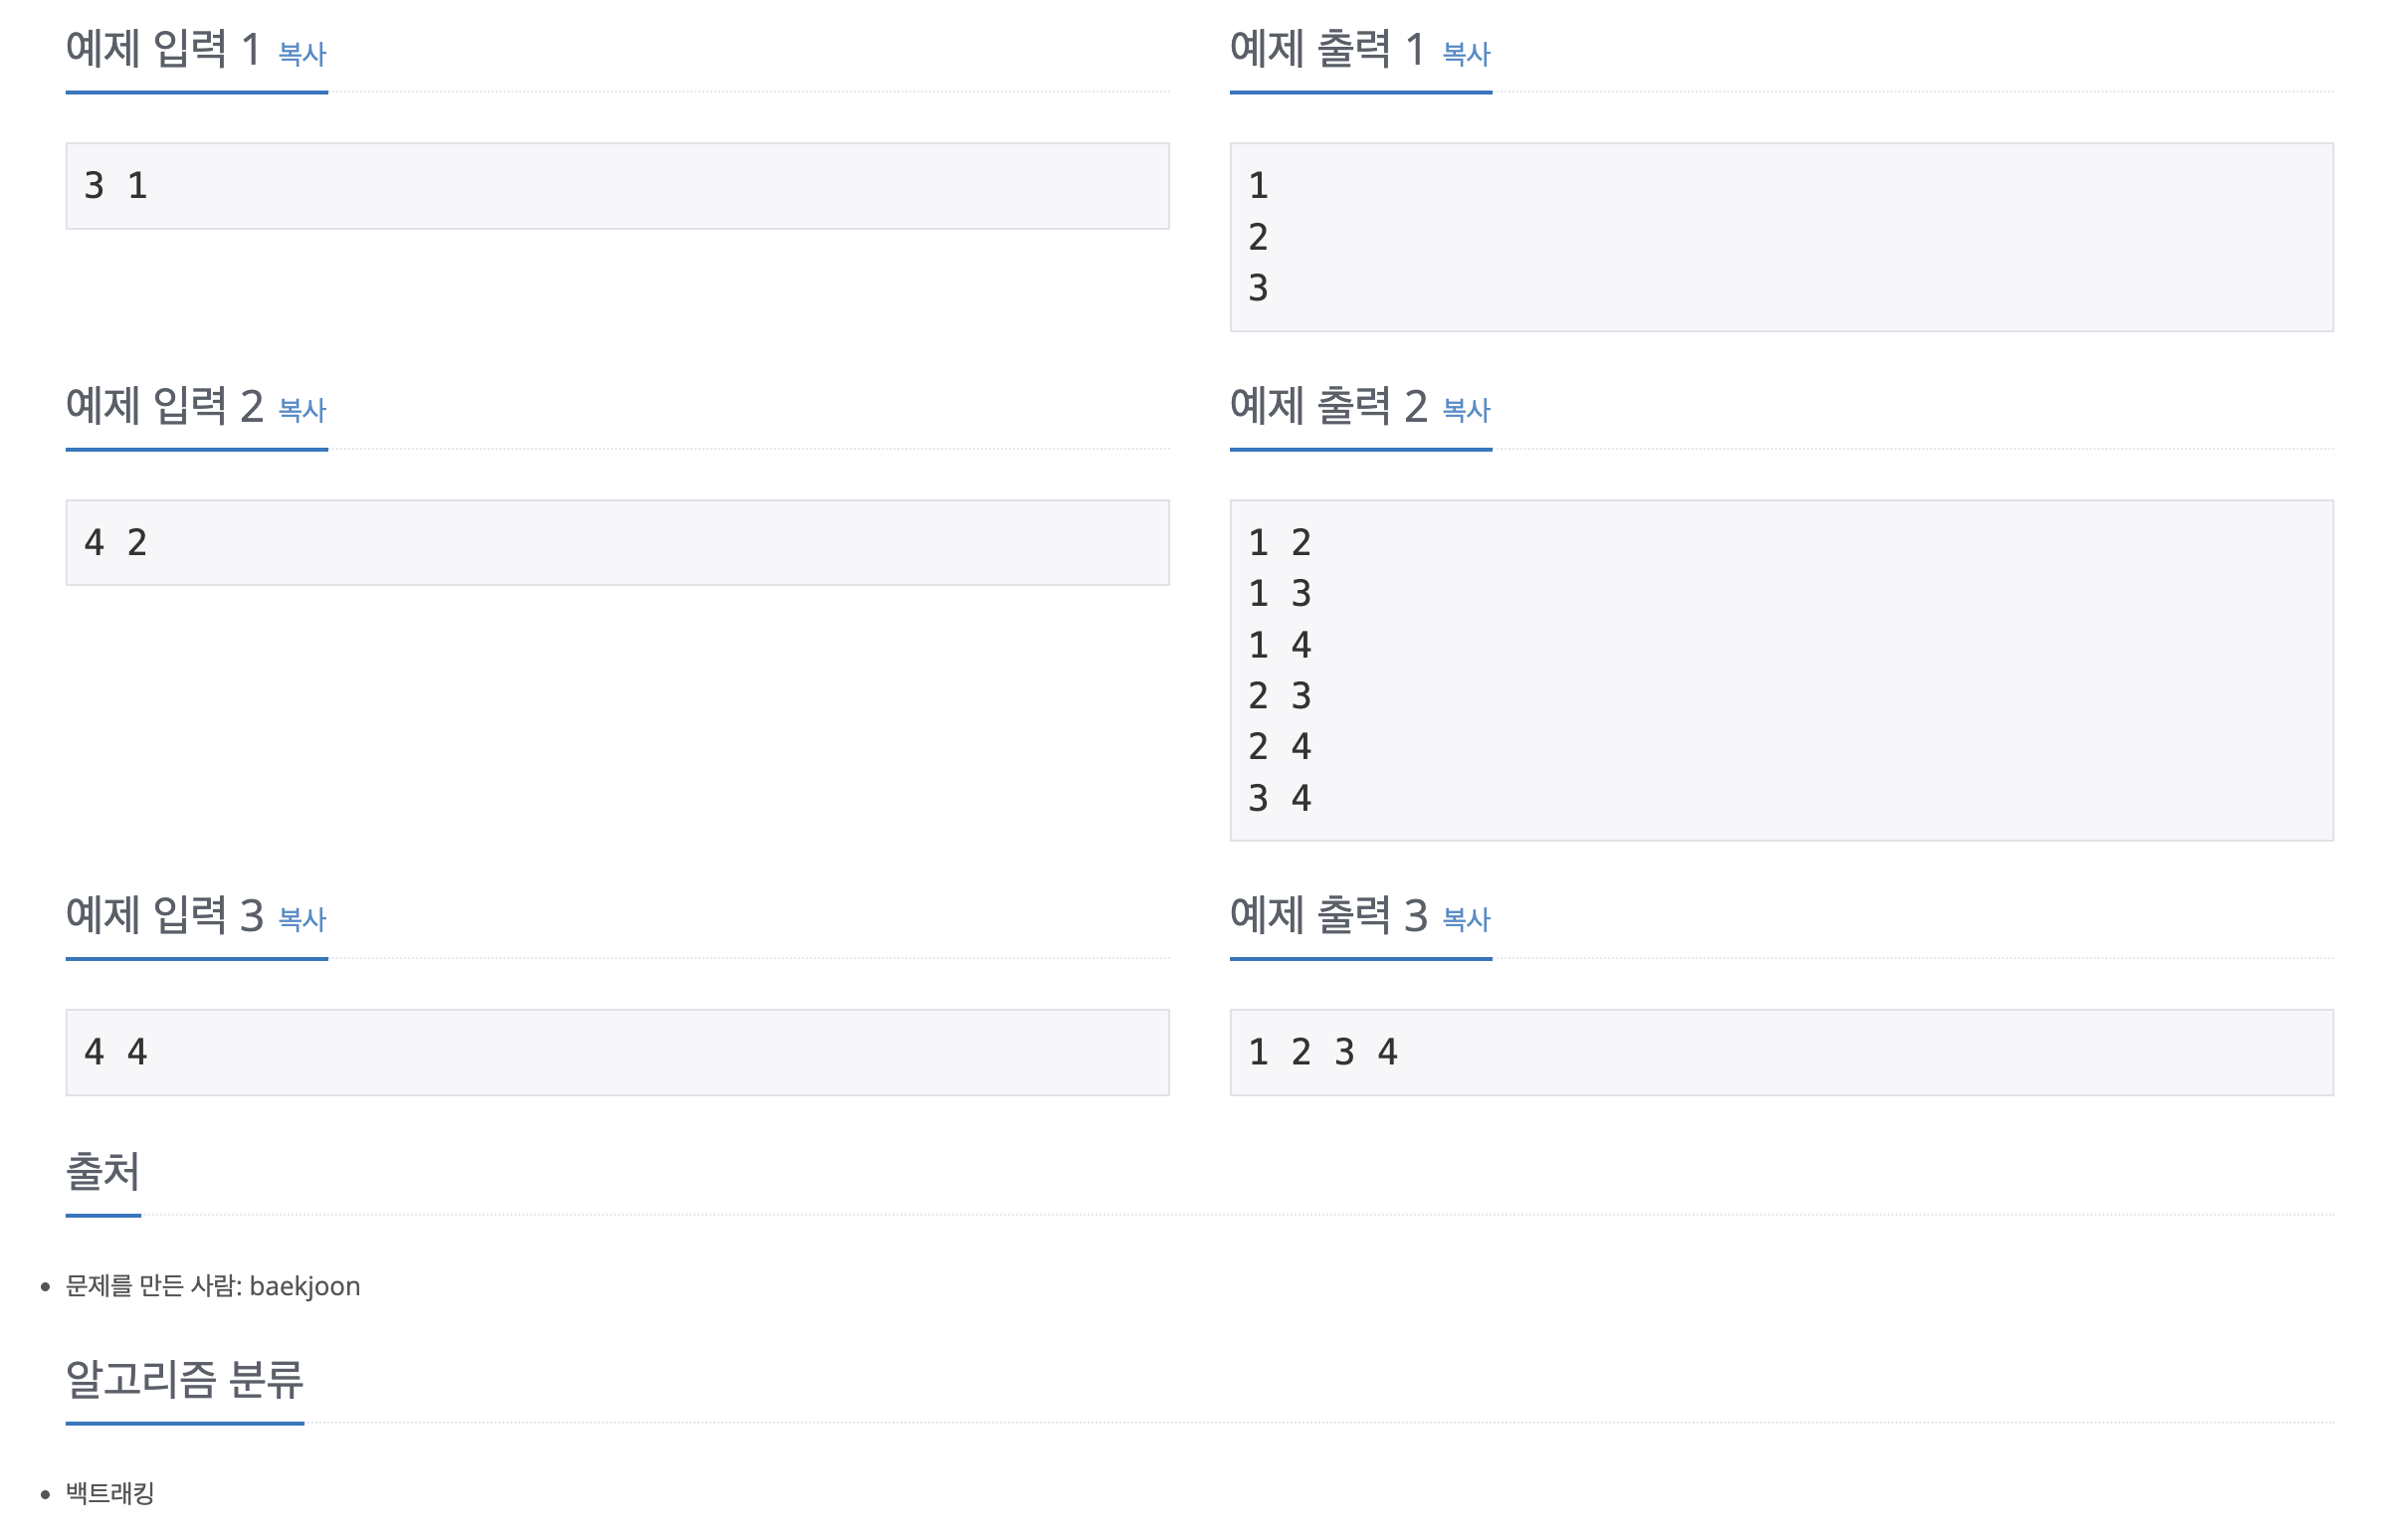 예제 입력 1 복사
3 1
예제 출력 1 복사
1
2
3
예제 입력 2 복사
4 2
예제 출력 2 복사
1 2
1 3
1 4
2 3
2 4
3 4
예제 입력 3 복사
4 4
예제 출력 3 복사
1 2 3 4
출처
문제를 만든 사람: baekjoon
알고리즘 분류
백트래킹